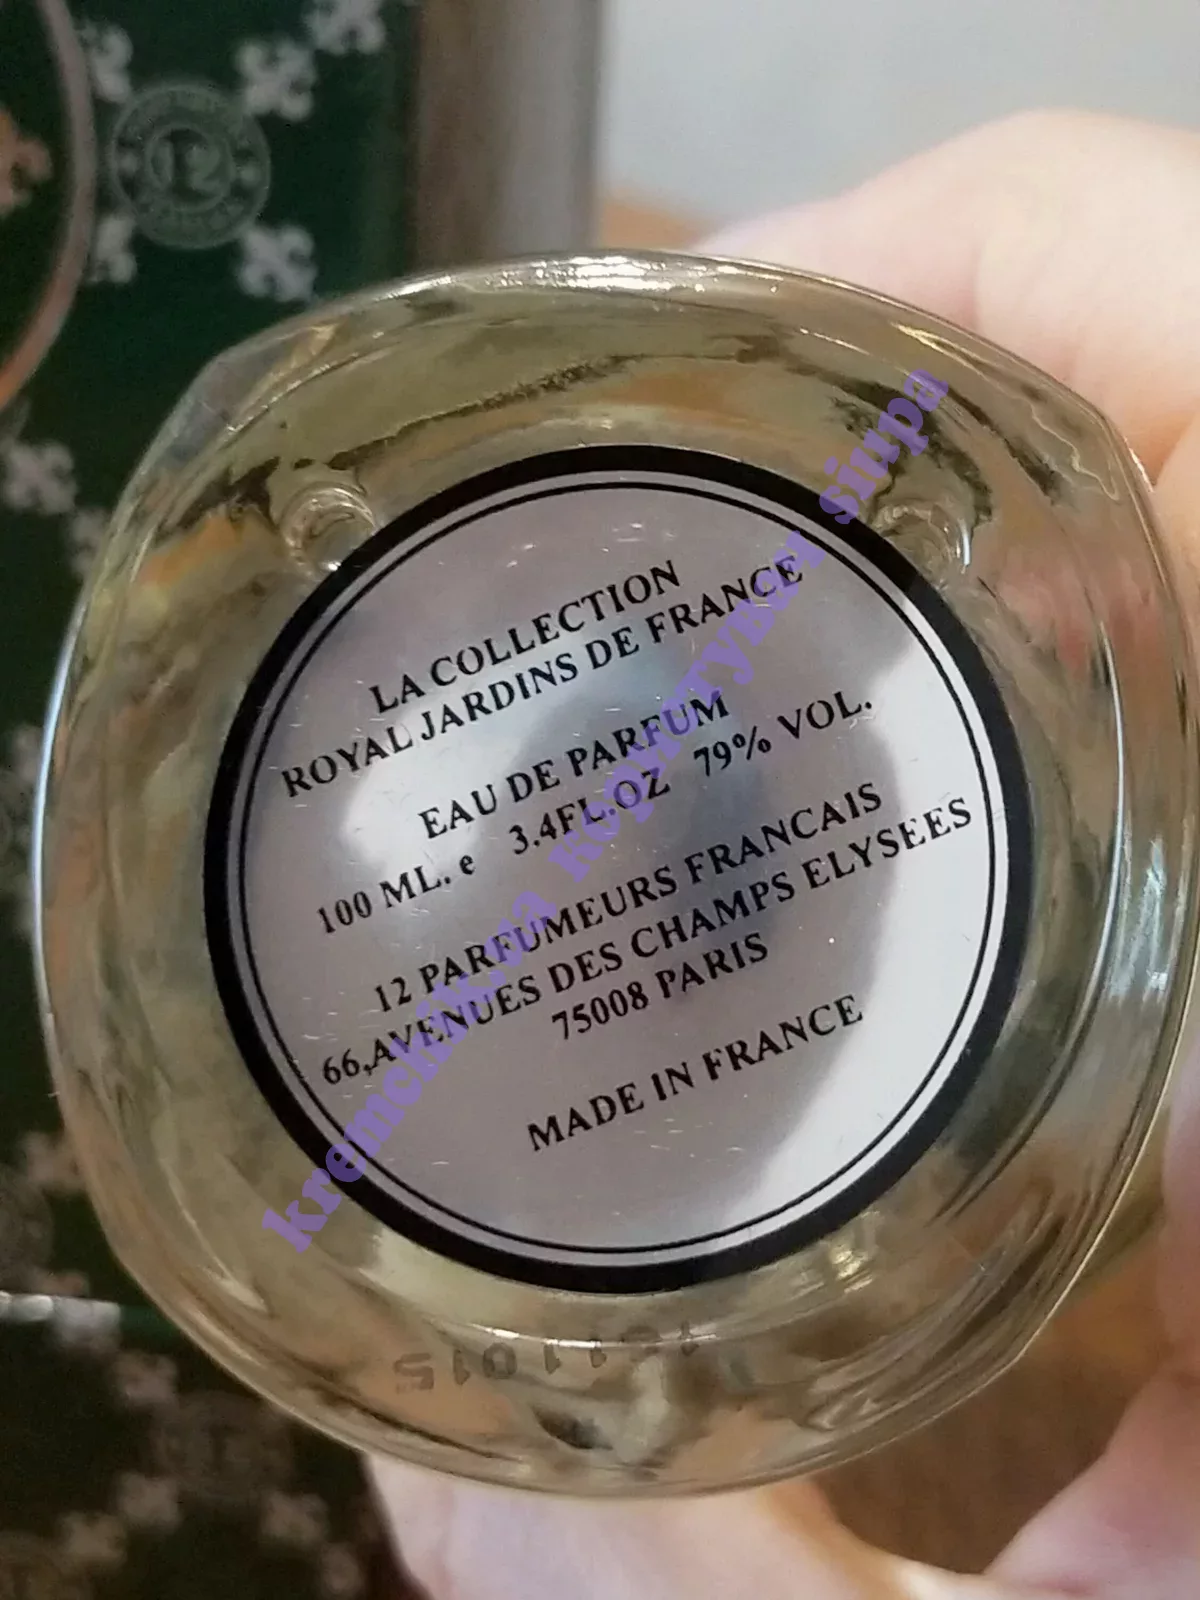 12
LA COLLECTION
ROYAL JARDINS DE FRANCE
EAU DE PARFUM
100 ML. e 3.4FL.OZ 79% VOL.
12 PARFUMEURS FRANCAIS
66,AVENUES DES CHAMPS ELYSEES
75008 PARIS
MADE IN FRANCE